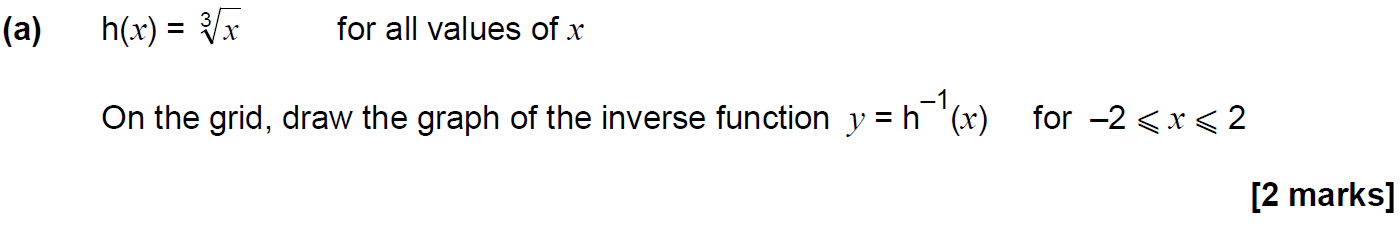 (a) h(x) = ∛x for all values of x
On the grid, draw the graph of the inverse function y = h⁻¹(x) for –2 ⩽ x ⩽ 2
[2 marks]